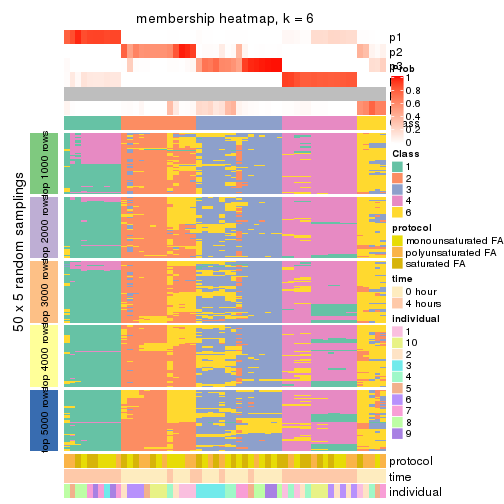 membership heatmap, k = 6
p1
p2
p3
Prob
1
0.8
0.6
0.4
0.2
0
Class
1
2
3
4
6
protocol
monounsaturated FA
polyunsaturated FA
saturated FA
time
0 hour
4 hours
individual
1
10
2
3
4
5
6
7
8
9
50 x 5 random samplings
top 1000 rows
top 2000 rows
top 3000 rows
top 4000 rows
top 5000 rows
protocol
time
individual